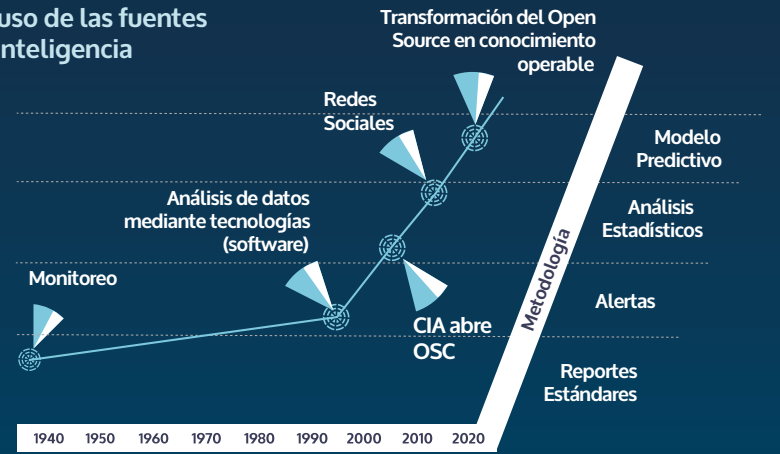 uso de las fuentes
nteligencia
Transformación del Open
Source en conocimiento
operable
Redes
Sociales
Análisis de datos
mediante tecnologías
(software)
Monitoreo
CIA abre
OSC
Metodología
Modelo
Predictivo
Análisis
Estadísticos
Alertas
Reportes
Estándares
1940 1950 1960 1970 1980 1990 2000 2010 2020